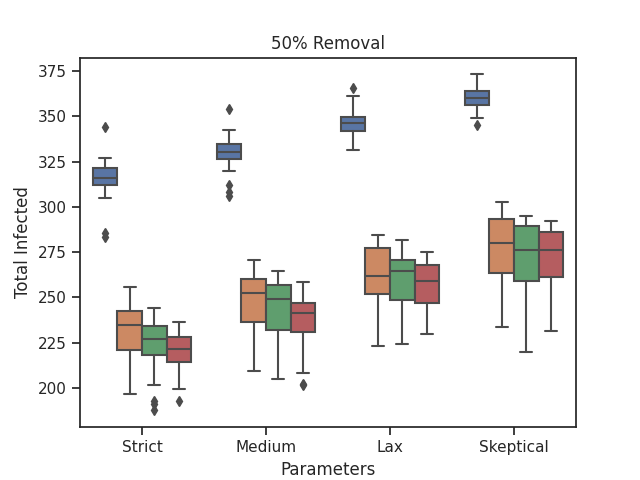 50% Removal
375
350
325
300
275
250
225
200
Total Infected
Strict Medium Lax Skeptical
Parameters